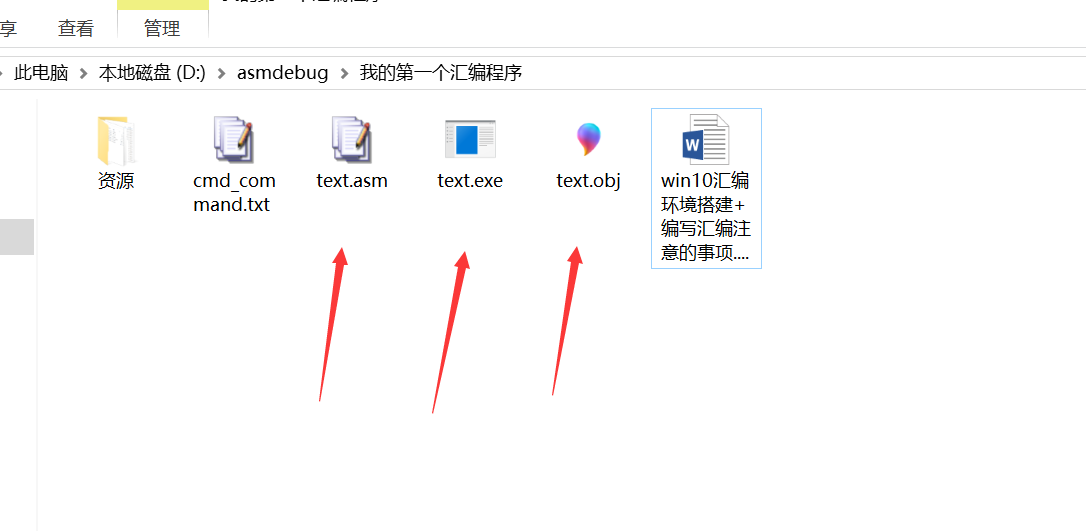 享
查看
管理
此电脑
本地磁盘 (D:)
asmdebug
我的第一个汇编程序
资源
cmd_com
mand.txt
text.asm
text.exe
text.obj
win10汇编
环境搭建+
编写汇编注
意的事项....